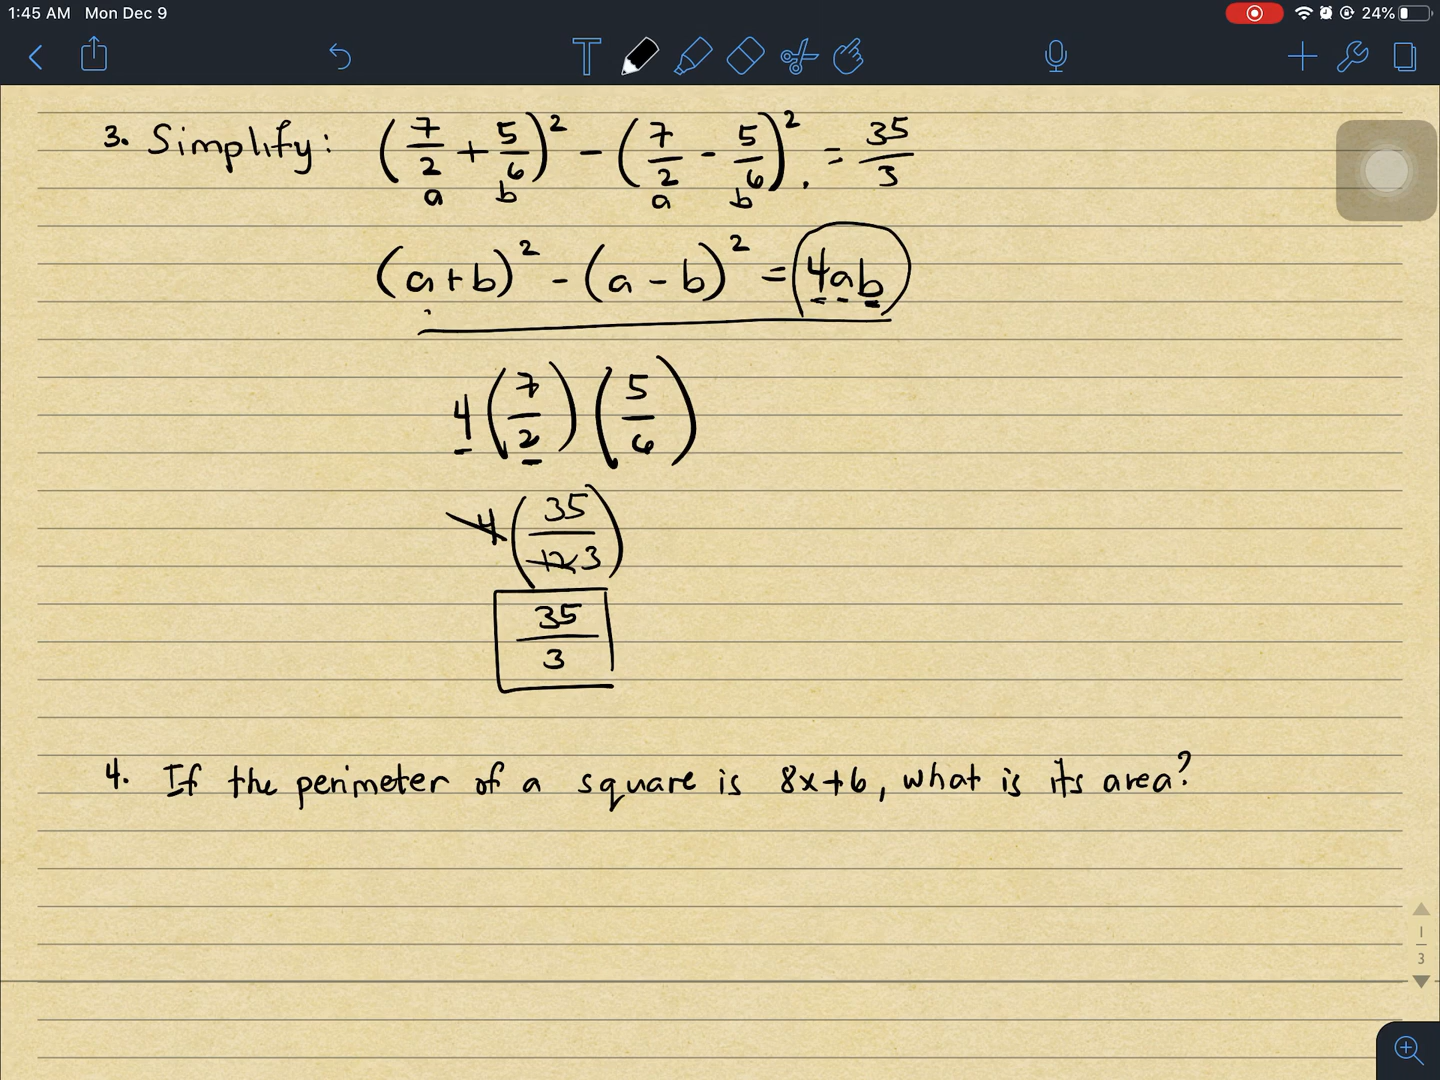 1:45 AM Mon Dec 9 24%
T
3. Simplify: (7/2 + 5/6)² - (7/2 - 5/6)². = 35/3
a b a b
(a+b)² - (a-b)² = 4ab
4(7/2)(5/6)
4(35/12 3)
35/3
4. If the perimeter of a square is 8x+6, what is its area?
1
3